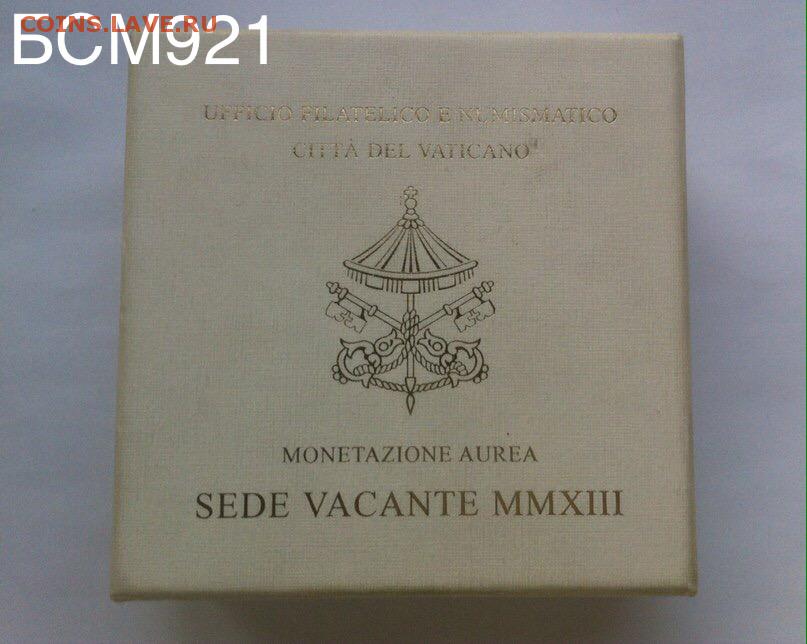 COINS.LAVE.RU
БСМ921
UFFICIO FILATELICO E NUMISMATICO
CITTÀ DEL VATICANO
MONETAZIONE AUREA
SEDE VACANTE MMXIII